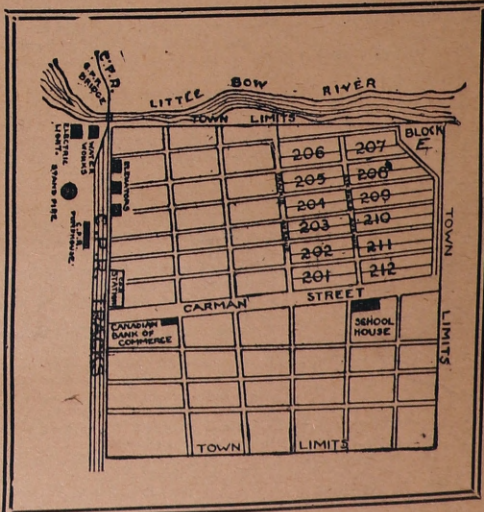 C.P.R.
C.P.R.
BRIDGE
LITTLE BOW RIVER
TOWN LIMITS
BLOCK
E
ELECTRIC
LIGHT.
WATER
WORKS
STAND PIPE
ELEVATORS
C.P.R.
C.P.R. TRACKS
STATION
206
207
205
208
204
209
203
210
202
211
201
212
TOWN LIMITS
CARMAN STREET
CANADIAN
BANK OF
COMMERCE
SCHOOL
HOUSE
TOWN LIMITS